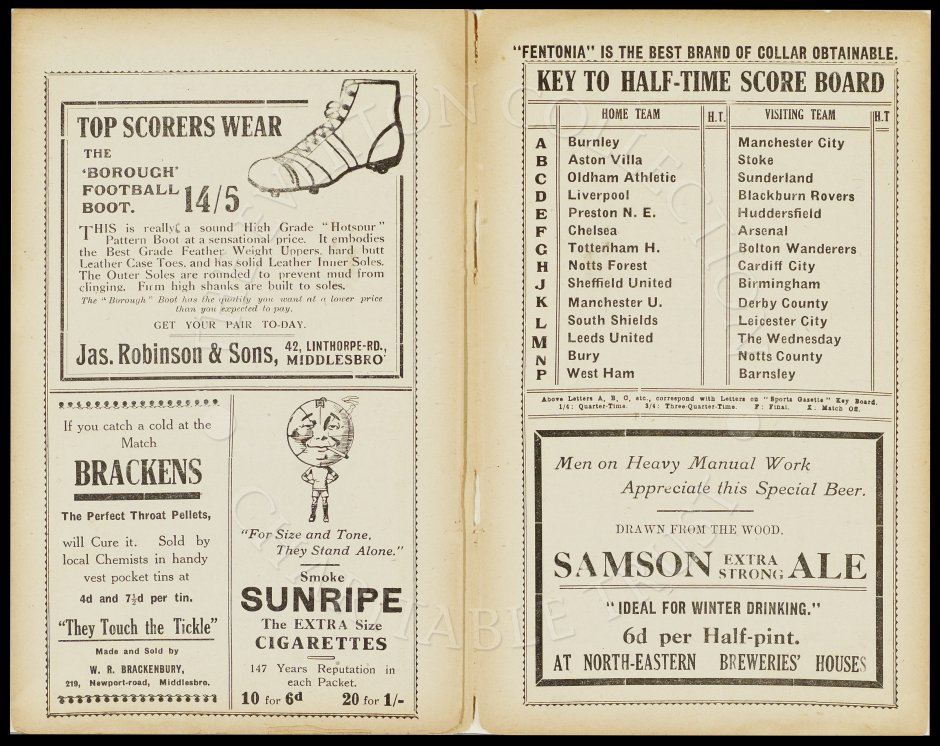 TOP SCORERS WEAR
THE
'BOROUGH'
FOOTBALL
BOOT.
14/5
THIS is really a sound High Grade "Hotspur"
Pattern Boot at a sensational price. It embodies
the Best Grade Feather Weight Uppers, hard butt
Leather Case Toes, and has solid Leather Inner Soles.
The Outer Soles are rounded to prevent mud from
clinging. Firm high shanks are built to soles.
The "Borough" Boot has the quality you want at a lower price
than you expected to pay.
GET YOUR PAIR TO-DAY.
Jas. Robinson & Sons, 42, LINTHORPE-RD.,
MIDDLESBRO'
If you catch a cold at the
Match
BRACKENS
The Perfect Throat Pellets,
will Cure it. Sold by
local Chemists in handy
vest pocket tins at
4d and 7½d per tin.
"They Touch the Tickle"
Made and Sold by
W. R. BRACKENBURY,
219, Newport-road, Middlesbro.
"For Size and Tone,
They Stand Alone."
Smoke
SUNRIPE
The EXTRA Size
CIGARETTES
147 Years Reputation in
each Packet.
10 for 6d 20 for 1/-
"FENTONIA" IS THE BEST BRAND OF COLLAR OBTAINABLE.
KEY TO HALF-TIME SCORE BOARD
HOME TEAM H.T. VISITING TEAM H.T
A Burnley Manchester City
B Aston Villa Stoke
C Oldham Athletic Sunderland
D Liverpool Blackburn Rovers
E Preston N. E. Huddersfield
F Chelsea Arsenal
G Tottenham H. Bolton Wanderers
H Notts Forest Cardiff City
J Sheffield United Birmingham
K Manchester U. Derby County
L South Shields Leicester City
M Leeds United The Wednesday
N Bury Notts County
P West Ham Barnsley
Above Letters A, B, C, etc., correspond with Letters on "Sports Gazette" Key Board.
1/4: Quarter-Time. 3/4: Three-Quarter-Time. F: Final. X: Match Off.
Men on Heavy Manual Work
Appreciate this Special Beer.
DRAWN FROM THE WOOD.
SAMSON EXTRA STRONG ALE
"IDEAL FOR WINTER DRINKING."
6d per Half-pint.
AT NORTH-EASTERN BREWERIES' HOUSES